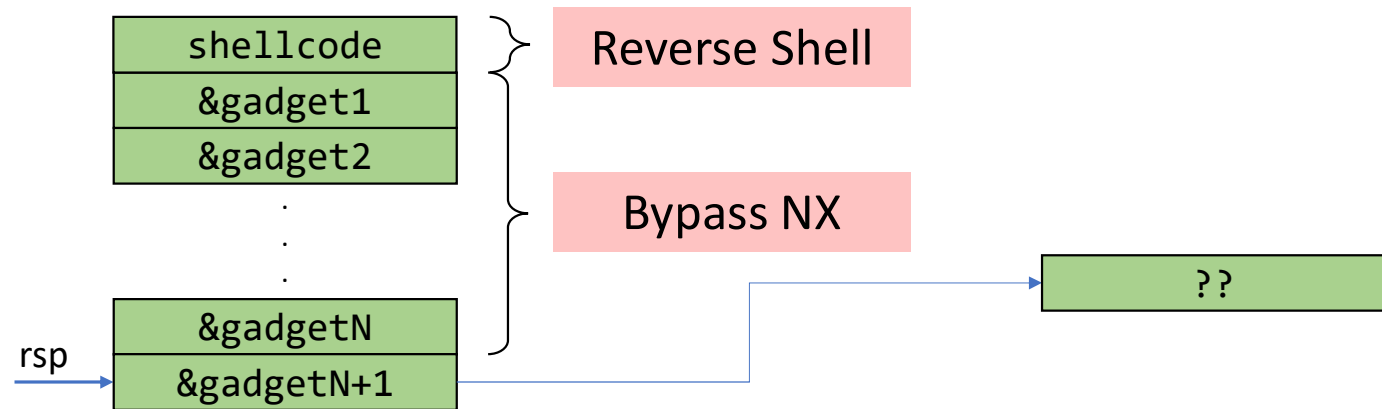 shellcode
Reverse Shell
&gadget1
&gadget2
.
.
.
Bypass NX
??
&gadgetN
rsp
&gadgetN+1